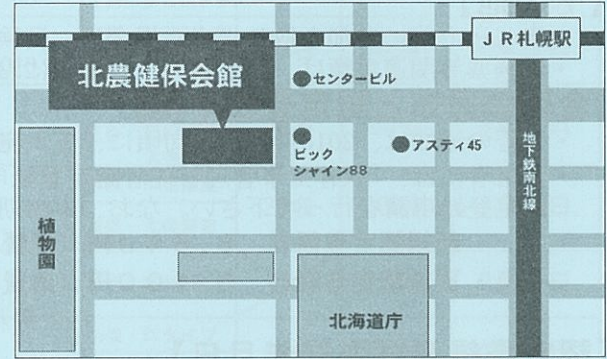 JR札幌駅
北農健保会館
●センタービル
●
ビック
シャイン88
●アスティ45
地下鉄南北線
植物園
北海道庁